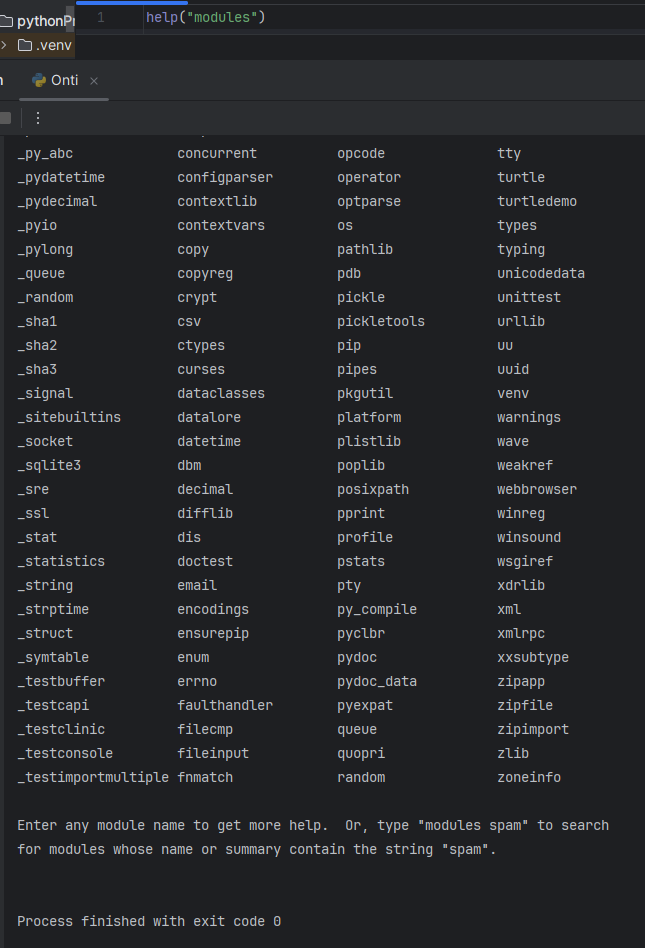 pythonPr
1 help("modules")
.venv
Onti
_py_abc concurrent opcode tty
_pydatetime configparser operator turtle
_pydecimal contextlib optparse turtledemo
_pyio contextvars os types
_pylong copy pathlib typing
_queue copyreg pdb unicodedata
_random crypt pickle unittest
_sha1 csv pickletools urllib
_sha2 ctypes pip uu
_sha3 curses pipes uuid
_signal dataclasses pkgutil venv
_sitebuiltins datalore platform warnings
_socket datetime plistlib wave
_sqlite3 dbm poplib weakref
_sre decimal posixpath webbrowser
_ssl difflib pprint winreg
_stat dis profile winsound
_statistics doctest pstats wsgiref
_string email pty xdrlib
_strptime encodings py_compile xml
_struct ensurepip pyclbr xmlrpc
_symtable enum pydoc xxsubtype
_testbuffer errno pydoc_data zipapp
_testcapi faulthandler pyexpat zipfile
_testclinic filecmp queue zipimport
_testconsole fileinput quopri zlib
_testimportmultiple fnmatch random zoneinfo
Enter any module name to get more help.  Or, type "modules spam" to search
for modules whose name or summary contain the string "spam".
Process finished with exit code 0